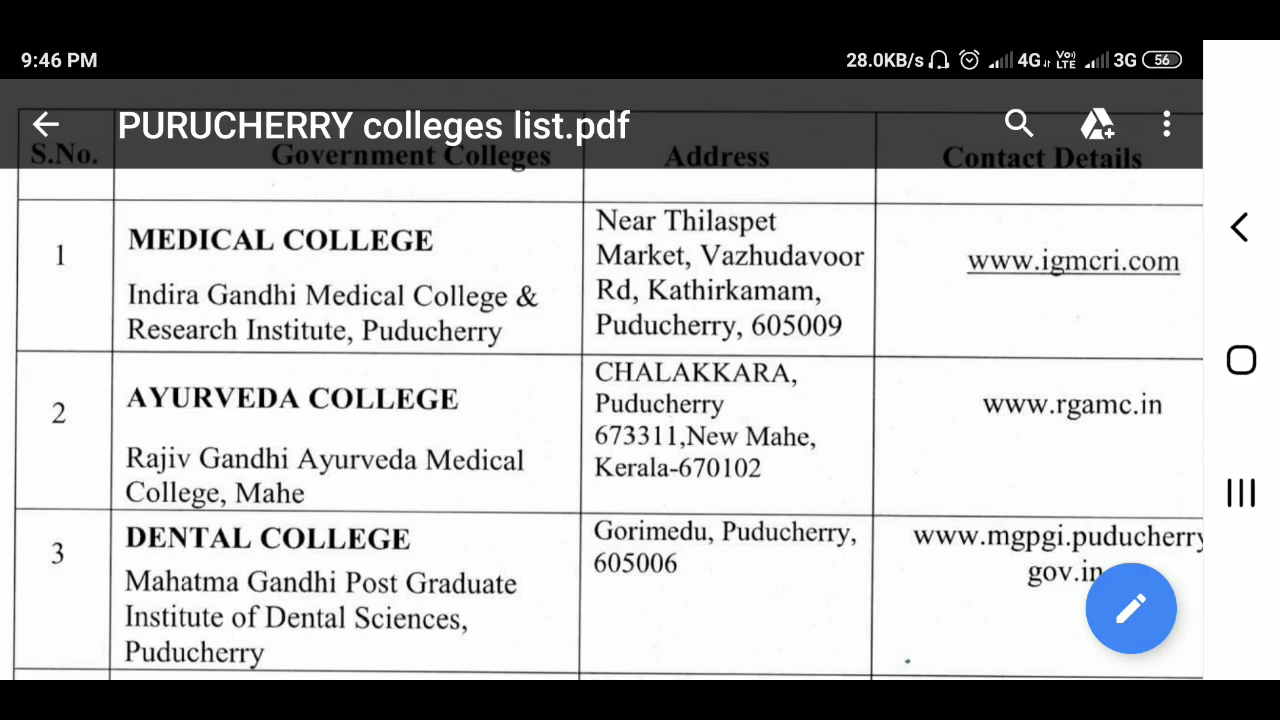 9:46 PM
28.0KB/s 4G VoLTE 3G 56
PURUCHERRY colleges list.pdf
S.No. Government Colleges Address Contact Details
1
MEDICAL COLLEGE
Indira Gandhi Medical College &
Research Institute, Puducherry
Near Thilaspet
Market, Vazhudavoor
Rd, Kathirkamam,
Puducherry, 605009
www.igmcri.com
2
AYURVEDA COLLEGE
Rajiv Gandhi Ayurveda Medical
College, Mahe
CHALAKKARA,
Puducherry
673311,New Mahe,
Kerala-670102
www.rgamc.in
3
DENTAL COLLEGE
Mahatma Gandhi Post Graduate
Institute of Dental Sciences,
Puducherry
Gorimedu, Puducherry,
605006
www.mgpgi.puducherry
gov.in